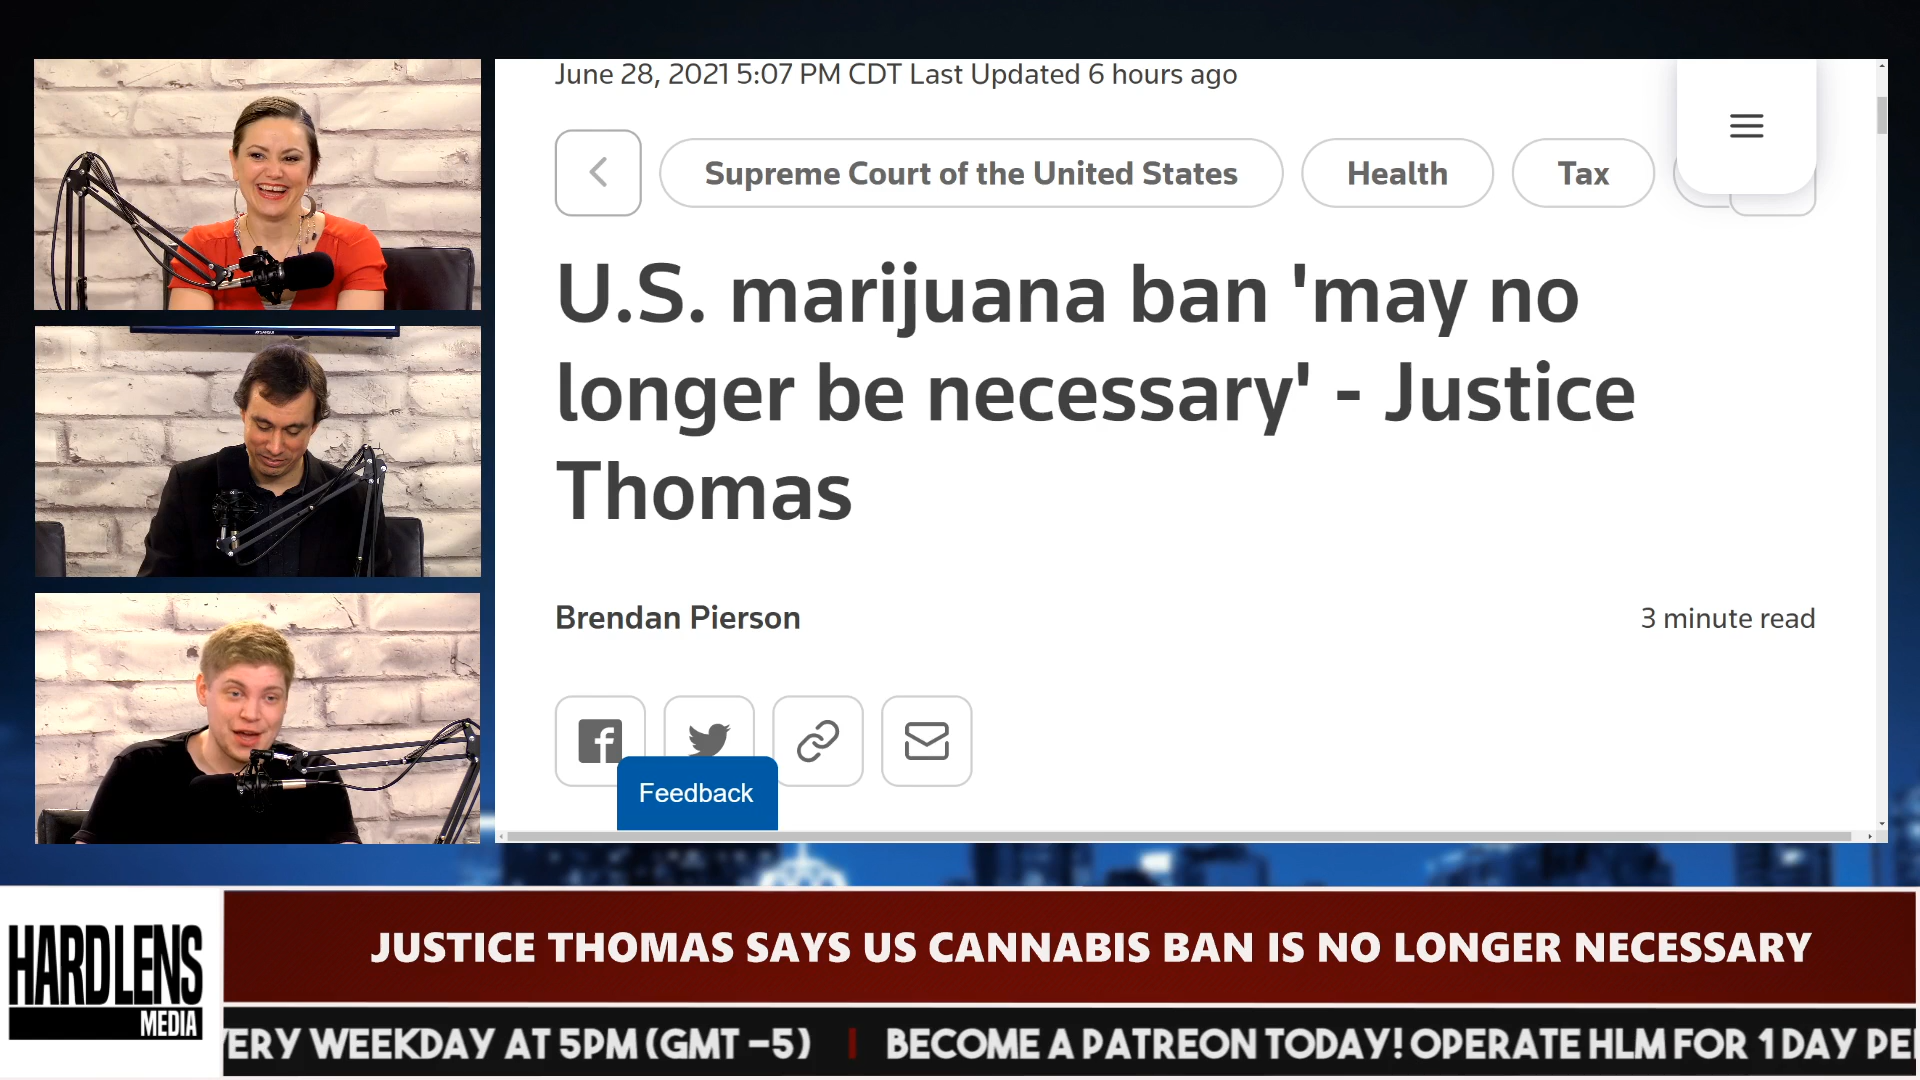 June 28, 2021 5:07 PM CDT Last Updated 6 hours ago
Supreme Court of the United States
Health
Tax
U.S. marijuana ban 'may no
longer be necessary' - Justice
Thomas
Brendan Pierson
3 minute read
Feedback
HARD LENS
MEDIA
JUSTICE THOMAS SAYS US CANNABIS BAN IS NO LONGER NECESSARY
VERY WEEKDAY AT 5PM (GMT -5) | BECOME A PATREON TODAY! OPERATE HLM FOR 1 DAY PE